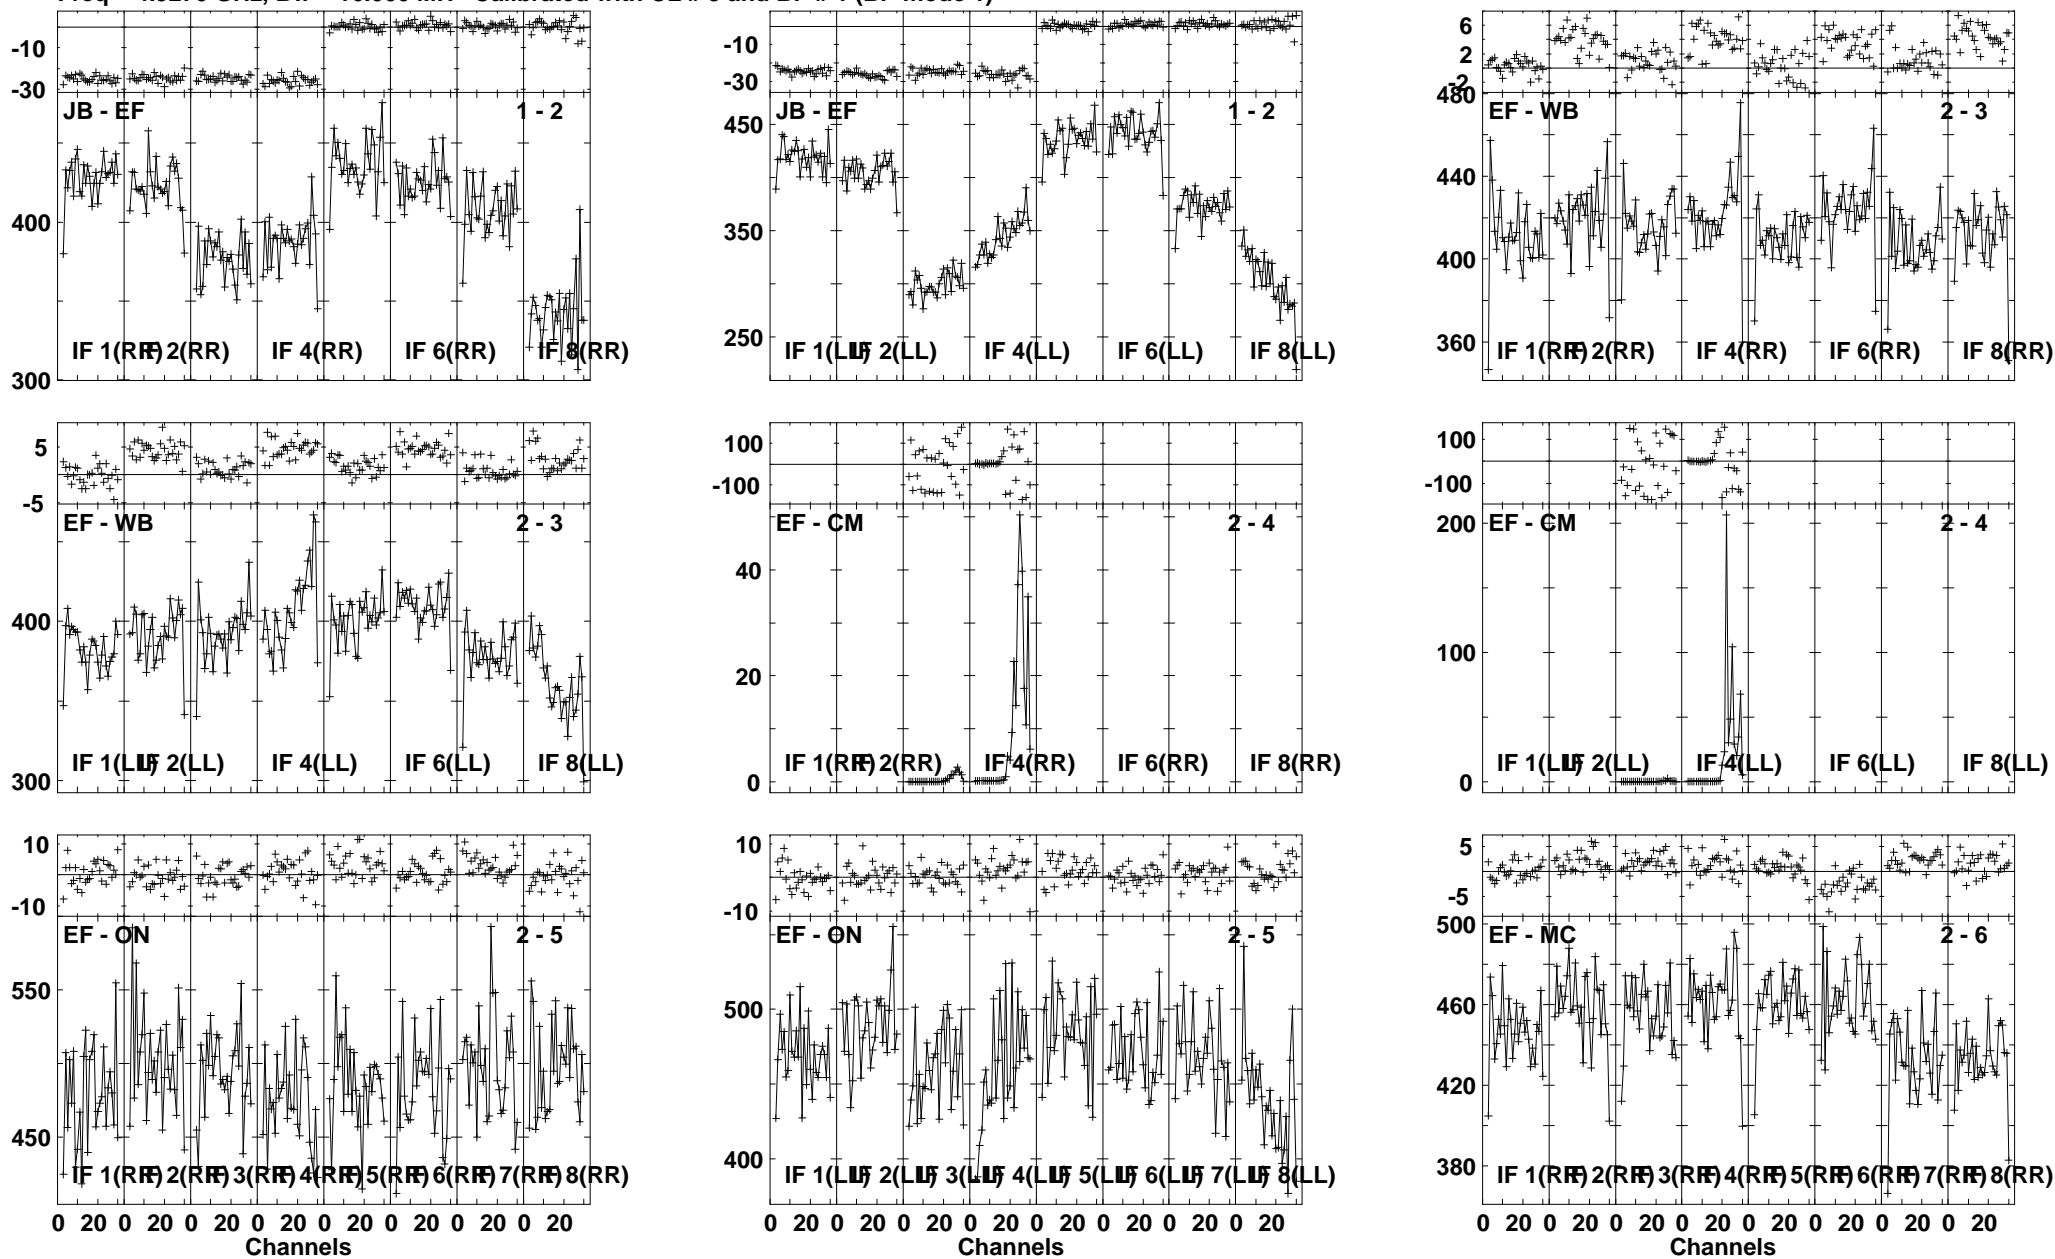 Calibrated with CL # and BP # (BP mode 1)
-10
-30
JB - EF 1 - 2
400
300
IF 1(RR) IF 2(RR) IF 4(RR) IF 6(RR) IF 8(RR)
-10
-30
JB - EF 1 - 2
450
350
250
IF 1(LL) IF 2(LL) IF 4(LL) IF 6(LL) IF 8(LL)
6
2
-2
480
EF - WB 2 - 3
440
400
360
IF 1(RR) IF 2(RR) IF 4(RR) IF 6(RR) IF 8(RR)
5
-5
EF - WB 2 - 3
400
300
IF 1(LL) IF 2(LL) IF 4(LL) IF 6(LL) IF 8(LL)
100
-100
EF - CM 2 - 4
40
20
0
IF 1(RR) IF 2(RR) IF 4(RR) IF 6(RR) IF 8(RR)
100
-100
EF - CM 2 - 4
200
100
0
IF 1(LL) IF 2(LL) IF 4(LL) IF 6(LL) IF 8(LL)
10
-10
EF - ON 2 - 5
550
450
IF 1(RR) IF 2(RR) IF 3(RR) IF 4(RR) IF 5(RR) IF 6(RR) IF 7(RR) IF 8(RR)
0 20 0 20 0 20 0 20 0 20 0 20 0 20 0 20
Channels
10
-10
EF - ON 2 - 5
500
400
IF 1(LL) IF 2(LL) IF 3(LL) IF 4(LL) IF 5(LL) IF 6(LL) IF 7(LL) IF 8(LL)
0 20 0 20 0 20 0 20 0 20 0 20 0 20 0 20
Channels
5
-5
500
EF - MC 2 - 6
460
420
380
IF 1(RR) IF 2(RR) IF 3(RR) IF 4(RR) IF 5(RR) IF 6(RR) IF 7(RR) IF 8(RR)
0 20 0 20 0 20 0 20 0 20 0 20 0 20 0 20
Channels